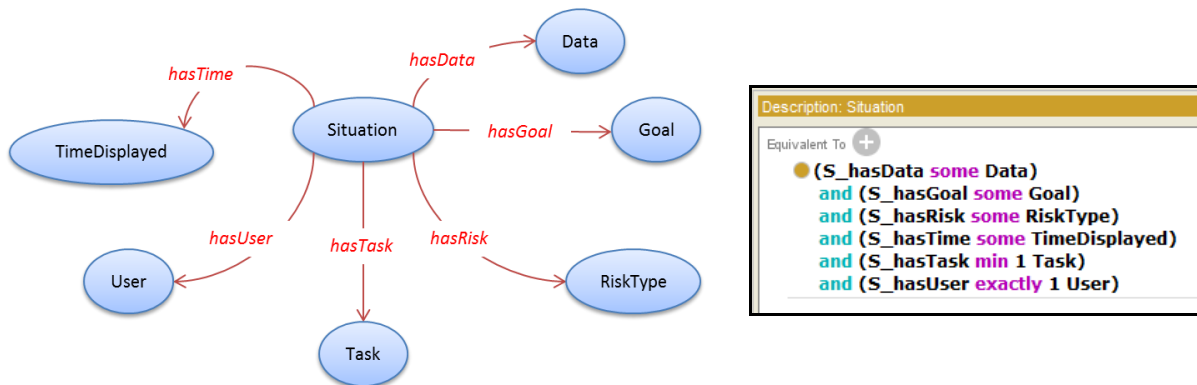 Data
hasData
hasTime
Situation
hasGoal
Goal
TimeDisplayed
hasUser
hasTask
hasRisk
User
RiskType
Task
Description: Situation
Equivalent To
(S_hasData some Data)
and (S_hasGoal some Goal)
and (S_hasRisk some RiskType)
and (S_hasTime some TimeDisplayed)
and (S_hasTask min 1 Task)
and (S_hasUser exactly 1 User)